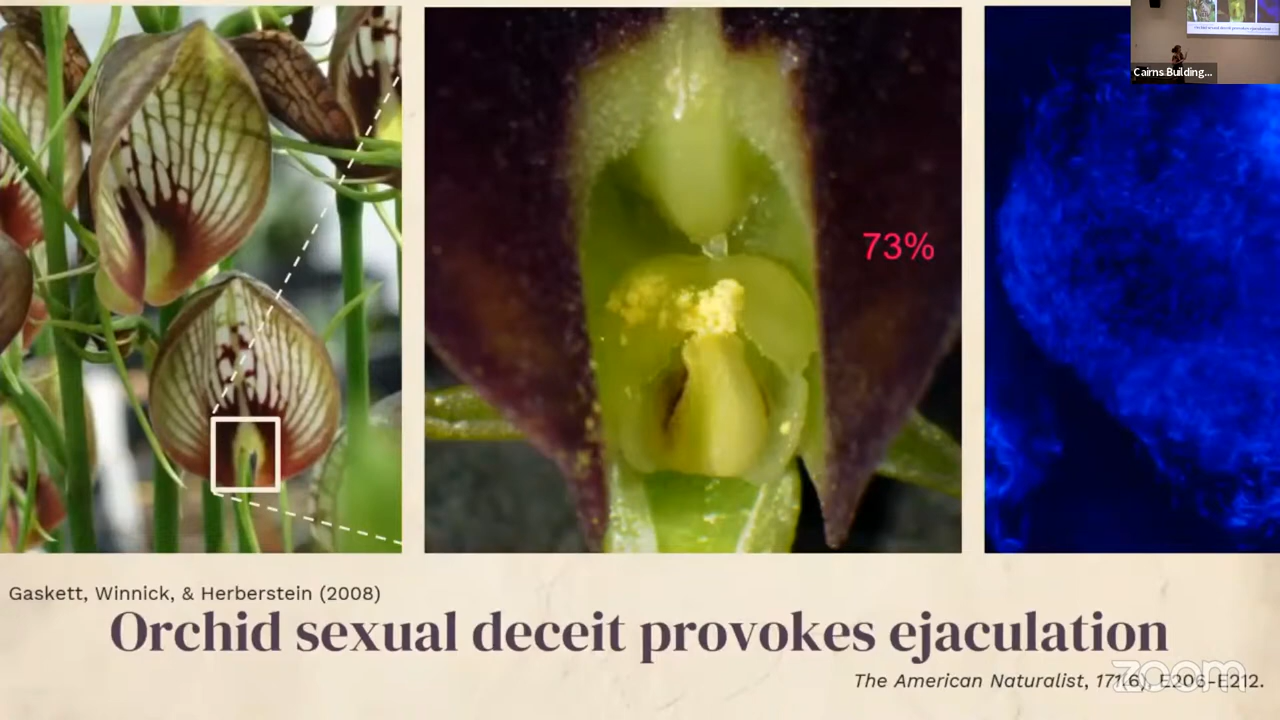 Cairns Building...
73%
Gaskett, Winnick, & Herberstein (2008)
Orchid sexual deceit provokes ejaculation
The American Naturalist, 171(6), E206-E212.
zoom